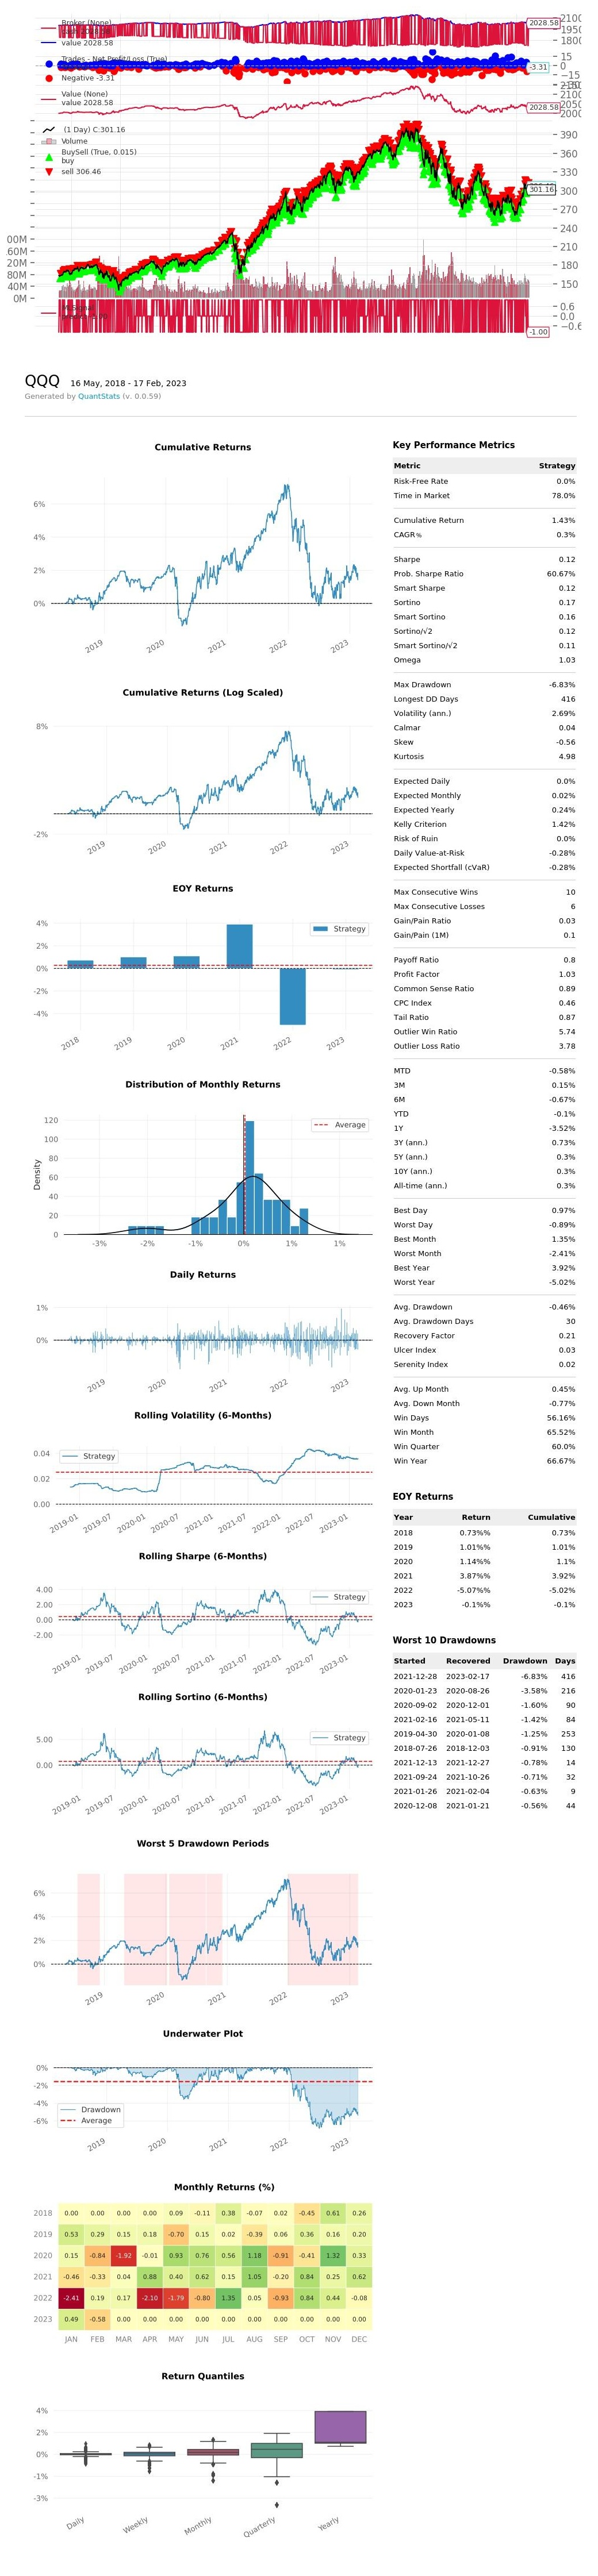 Broker (None)
value 2028.58
Trades - Net Profit/Loss (True)
Negative -3.31
Value (None)
value 2028.58
(1 Day) C:301.16
Volume
BuySell (True, 0.015)
buy
sell 306.46
2028.58
2100
1950
1800
15
0
-3.31
−15
2100
2050
2028.58
2000
390
360
330
300
301.16
270
240
210
180
150
00M
20M
80M
40M
0M
0.6
0.0
−0.6
-1.00
QQQ 16 May, 2018 - 17 Feb, 2023
Generated by QuantStats (v. 0.0.59)
Cumulative Returns
6%
4%
2%
0%
2019 2020 2021 2022 2023
Cumulative Returns (Log Scaled)
8%
-2%
2019 2020 2021 2022 2023
EOY Returns
Strategy
4%
2%
0%
-2%
-4%
2018 2019 2020 2021 2022 2023
Distribution of Monthly Returns
Average
Density
120
100
80
60
40
20
0
-3% -2% -1% 0% 1% 1%
Daily Returns
1%
0%
2019 2020 2021 2022 2023
Rolling Volatility (6-Months)
Strategy
0.04
0.02
0.00
2019-01 2019-07 2020-01 2020-07 2021-01 2021-07 2022-01 2022-07 2023-01
Rolling Sharpe (6-Months)
Strategy
4.00
2.00
0.00
-2.00
2019-01 2019-07 2020-01 2020-07 2021-01 2021-07 2022-01 2022-07 2023-01
Rolling Sortino (6-Months)
Strategy
5.00
0.00
2019-01 2019-07 2020-01 2020-07 2021-01 2021-07 2022-01 2022-07 2023-01
Worst 5 Drawdown Periods
6%
4%
2%
0%
2019 2020 2021 2022 2023
Underwater Plot
0%
-2%
-4%
-6%
Drawdown
Average
2019 2020 2021 2022 2023
Monthly Returns (%)
2018 0.00 0.00 0.00 0.00 0.09 -0.11 0.38 -0.07 0.02 -0.45 0.61 0.26
2019 0.53 0.29 0.15 0.18 -0.70 0.15 0.02 -0.39 0.06 0.36 0.16 0.20
2020 0.15 -0.84 -1.92 -0.01 0.93 0.76 0.56 1.18 -0.91 -0.41 1.32 0.33
2021 -0.46 -0.33 0.04 0.88 0.40 0.62 0.15 1.05 -0.20 0.84 0.25 0.62
2022 -2.41 0.19 0.17 -2.10 -1.79 -0.80 1.35 0.05 -0.93 0.84 0.44 -0.08
2023 0.49 -0.58 0.00 0.00 0.00 0.00 0.00 0.00 0.00 0.00 0.00 0.00
JAN FEB MAR APR MAY JUN JUL AUG SEP OCT NOV DEC
Return Quantiles
4%
2%
0%
-1%
-3%
Daily Weekly Monthly Quarterly Yearly
Key Performance Metrics
Metric Strategy
Risk-Free Rate 0.0%
Time in Market 78.0%
Cumulative Return 1.43%
CAGR﹪ 0.3%
Sharpe 0.12
Prob. Sharpe Ratio 60.67%
Smart Sharpe 0.12
Sortino 0.17
Smart Sortino 0.16
Sortino/√2 0.12
Smart Sortino/√2 0.11
Omega 1.03
Max Drawdown -6.83%
Longest DD Days 416
Volatility (ann.) 2.69%
Calmar 0.04
Skew -0.56
Kurtosis 4.98
Expected Daily 0.0%
Expected Monthly 0.02%
Expected Yearly 0.24%
Kelly Criterion 1.42%
Risk of Ruin 0.0%
Daily Value-at-Risk -0.28%
Expected Shortfall (cVaR) -0.28%
Max Consecutive Wins 10
Max Consecutive Losses 6
Gain/Pain Ratio 0.03
Gain/Pain (1M) 0.1
Payoff Ratio 0.8
Profit Factor 1.03
Common Sense Ratio 0.89
CPC Index 0.46
Tail Ratio 0.87
Outlier Win Ratio 5.74
Outlier Loss Ratio 3.78
MTD -0.58%
3M 0.15%
6M -0.67%
YTD -0.1%
1Y -3.52%
3Y (ann.) 0.73%
5Y (ann.) 0.3%
10Y (ann.) 0.3%
All-time (ann.) 0.3%
Best Day 0.97%
Worst Day -0.89%
Best Month 1.35%
Worst Month -2.41%
Best Year 3.92%
Worst Year -5.02%
Avg. Drawdown -0.46%
Avg. Drawdown Days 30
Recovery Factor 0.21
Ulcer Index 0.03
Serenity Index 0.02
Avg. Up Month 0.45%
Avg. Down Month -0.77%
Win Days 56.16%
Win Month 65.52%
Win Quarter 60.0%
Win Year 66.67%
EOY Returns
Year Return Cumulative
2018 0.73%% 0.73%
2019 1.01%% 1.01%
2020 1.14%% 1.1%
2021 3.87%% 3.92%
2022 -5.07%% -5.02%
2023 -0.1%% -0.1%
Worst 10 Drawdowns
Started Recovered Drawdown Days
2021-12-28 2023-02-17 -6.83% 416
2020-01-23 2020-08-26 -3.58% 216
2020-09-02 2020-12-01 -1.60% 90
2021-02-16 2021-05-11 -1.42% 84
2019-04-30 2020-01-08 -1.25% 253
2018-07-26 2018-12-03 -0.91% 130
2021-12-13 2021-12-27 -0.78% 14
2021-09-24 2021-10-26 -0.71% 32
2021-01-26 2021-02-04 -0.63% 9
2020-12-08 2021-01-21 -0.56% 44